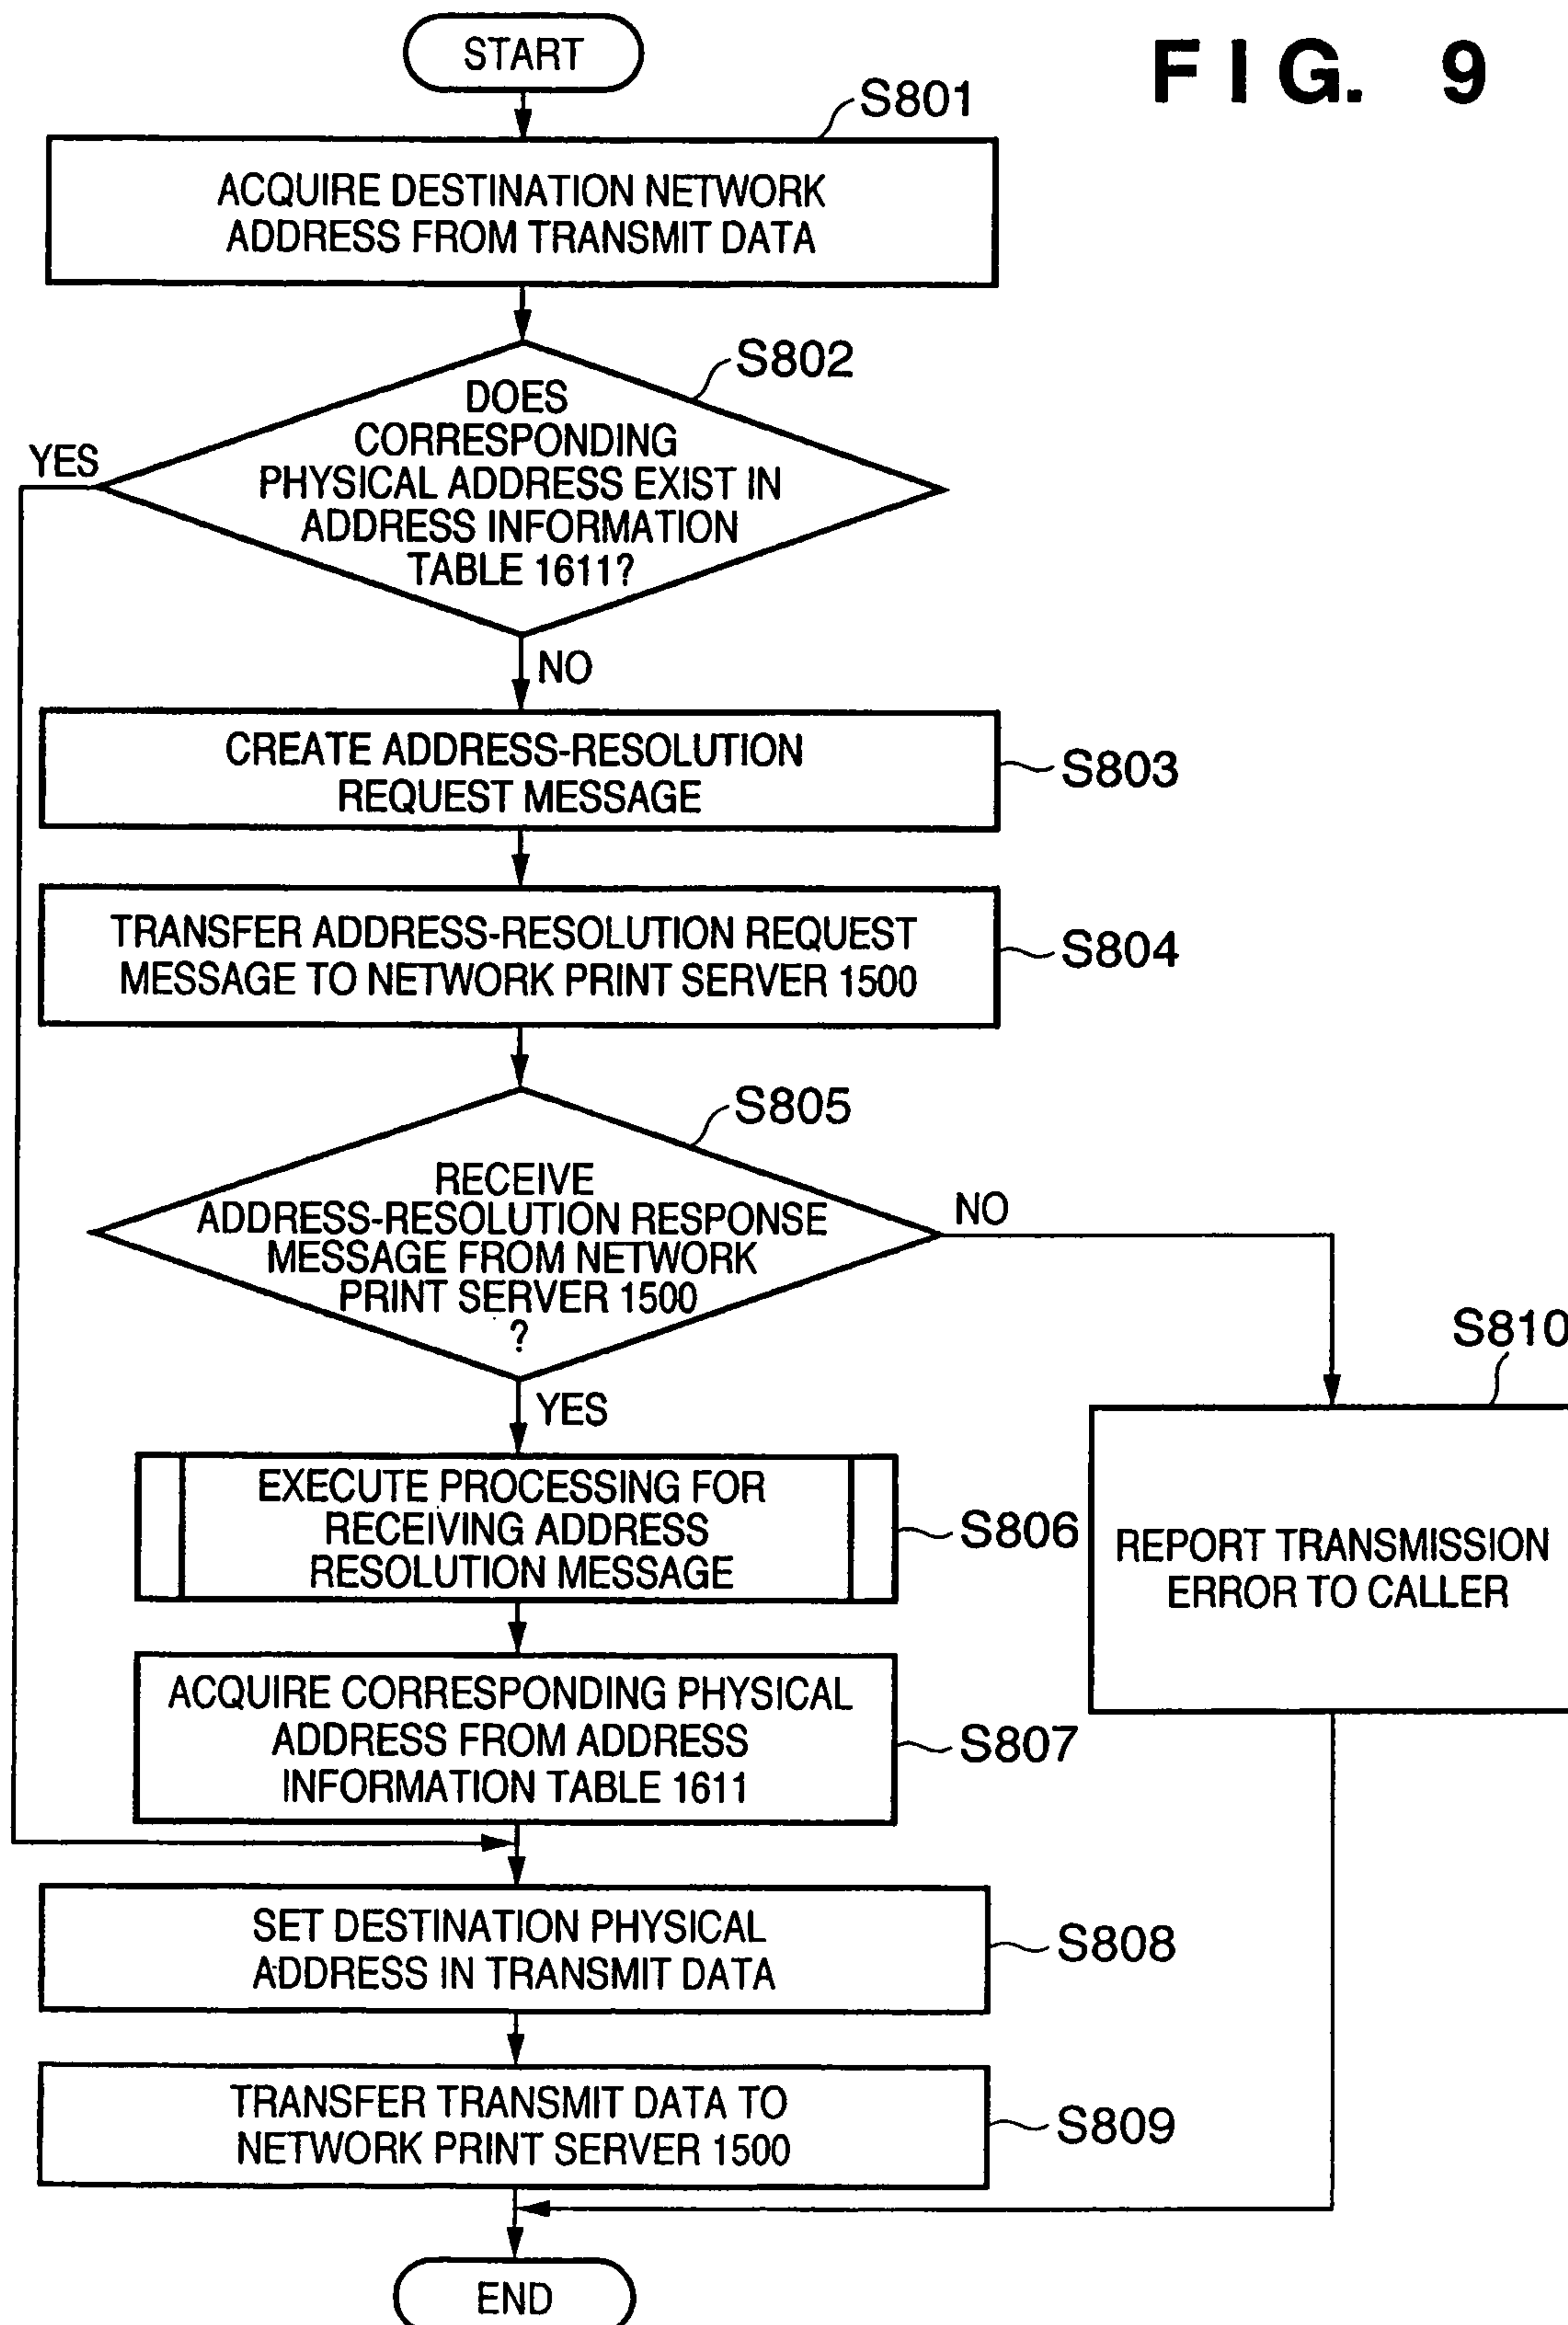 START
FIG. 9
S801
ACQUIRE DESTINATION NETWORK
ADDRESS FROM TRANSMIT DATA
S802
DOES
CORRESPONDING
PHYSICAL ADDRESS EXIST IN
ADDRESS INFORMATION
TABLE 1611?
YES
NO
CREATE ADDRESS-RESOLUTION
REQUEST MESSAGE
S803
TRANSFER ADDRESS-RESOLUTION REQUEST
MESSAGE TO NETWORK PRINT SERVER 1500
S804
S805
RECEIVE
ADDRESS-RESOLUTION RESPONSE
MESSAGE FROM NETWORK
PRINT SERVER 1500
?
NO
YES
S810
REPORT TRANSMISSION
ERROR TO CALLER
EXECUTE PROCESSING FOR
RECEIVING ADDRESS
RESOLUTION MESSAGE
S806
ACQUIRE CORRESPONDING PHYSICAL
ADDRESS FROM ADDRESS
INFORMATION TABLE 1611
S807
SET DESTINATION PHYSICAL
ADDRESS IN TRANSMIT DATA
S808
TRANSFER TRANSMIT DATA TO
NETWORK PRINT SERVER 1500
S809
END